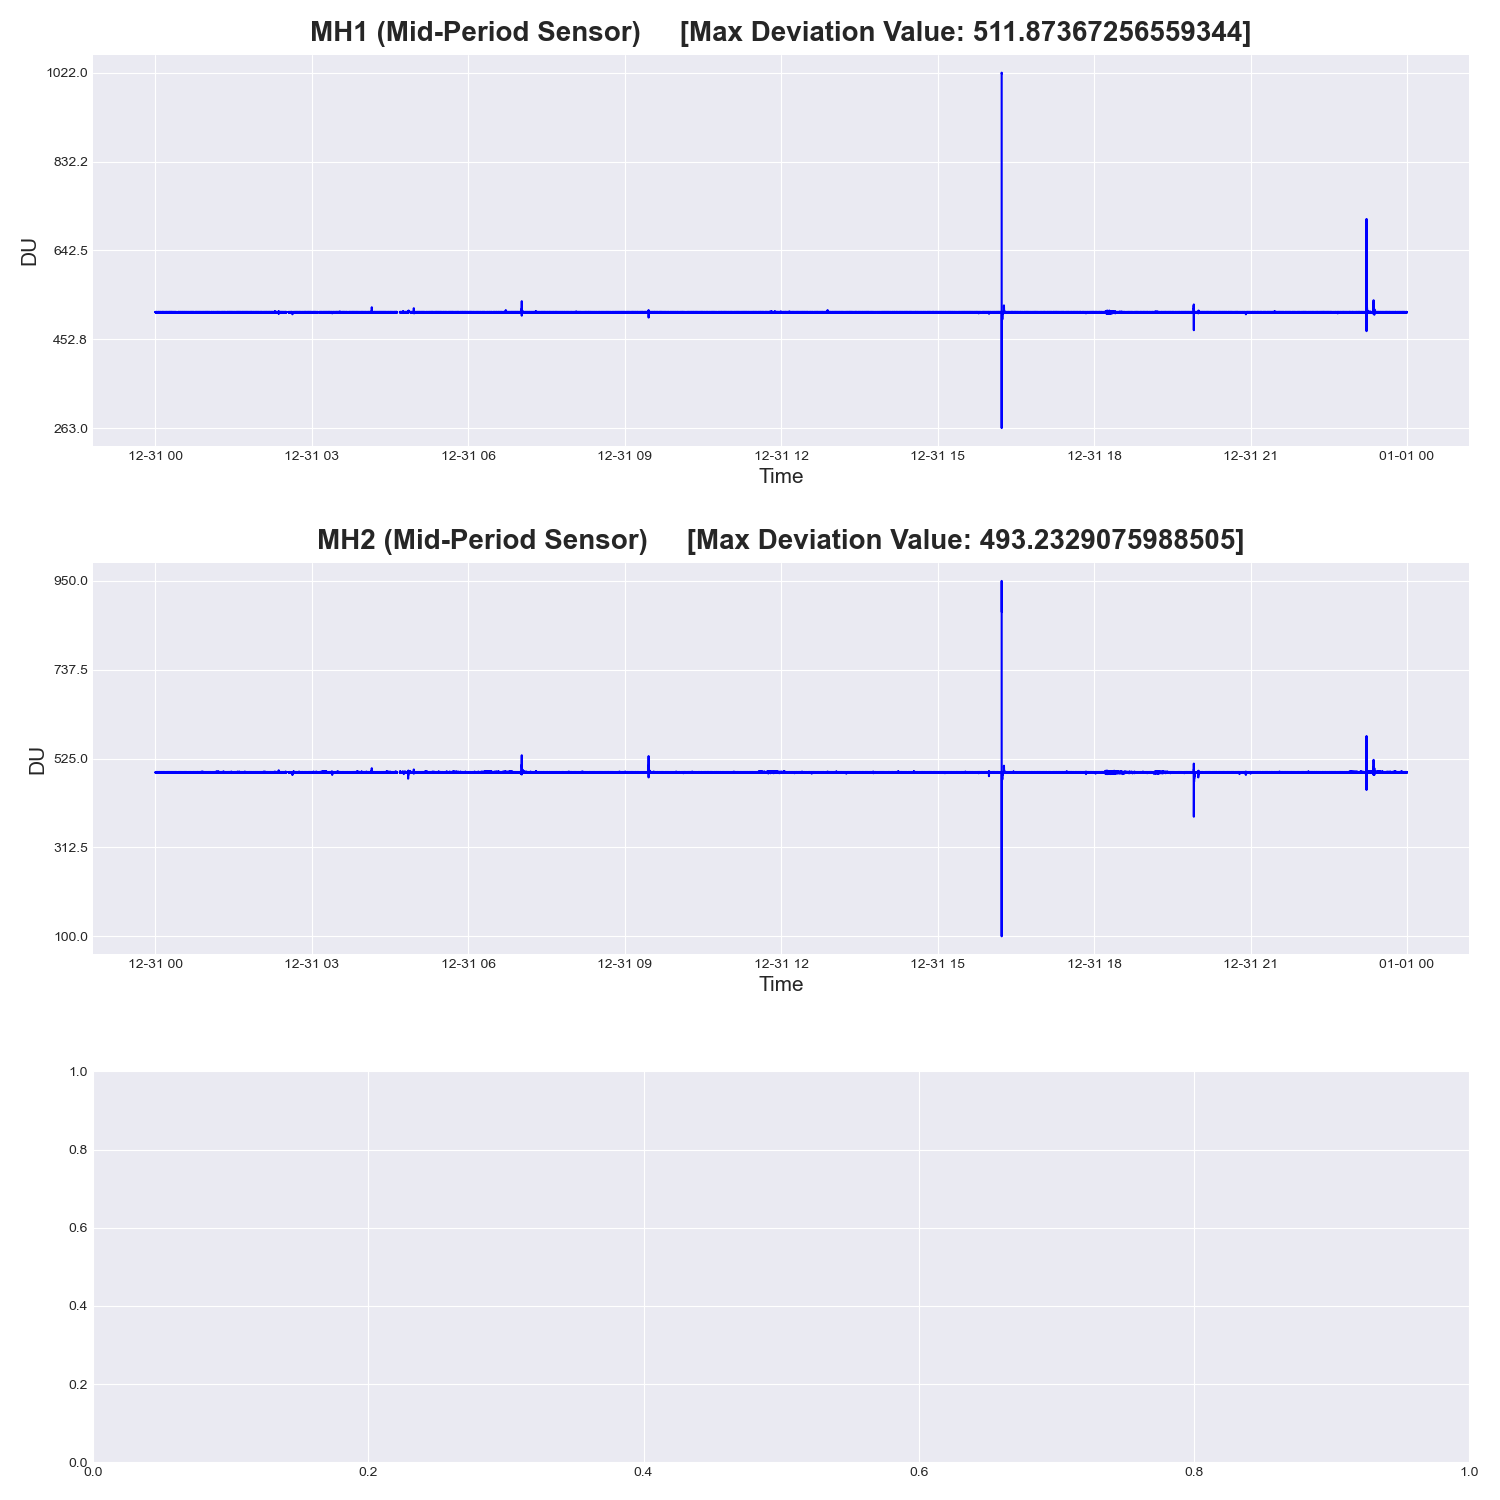 MH1 (Mid-Period Sensor) [Max Deviation Value: 511.87367256559344]
1022.0
832.2
642.5
452.8
263.0
DU
12-31 00 12-31 03 12-31 06 12-31 09 12-31 12 12-31 15 12-31 18 12-31 21 01-01 00
Time
MH2 (Mid-Period Sensor) [Max Deviation Value: 493.2329075988505]
950.0
737.5
525.0
312.5
100.0
DU
12-31 00 12-31 03 12-31 06 12-31 09 12-31 12 12-31 15 12-31 18 12-31 21 01-01 00
Time
1.0
0.8
0.6
0.4
0.2
0.0
0.0 0.2 0.4 0.6 0.8 1.0